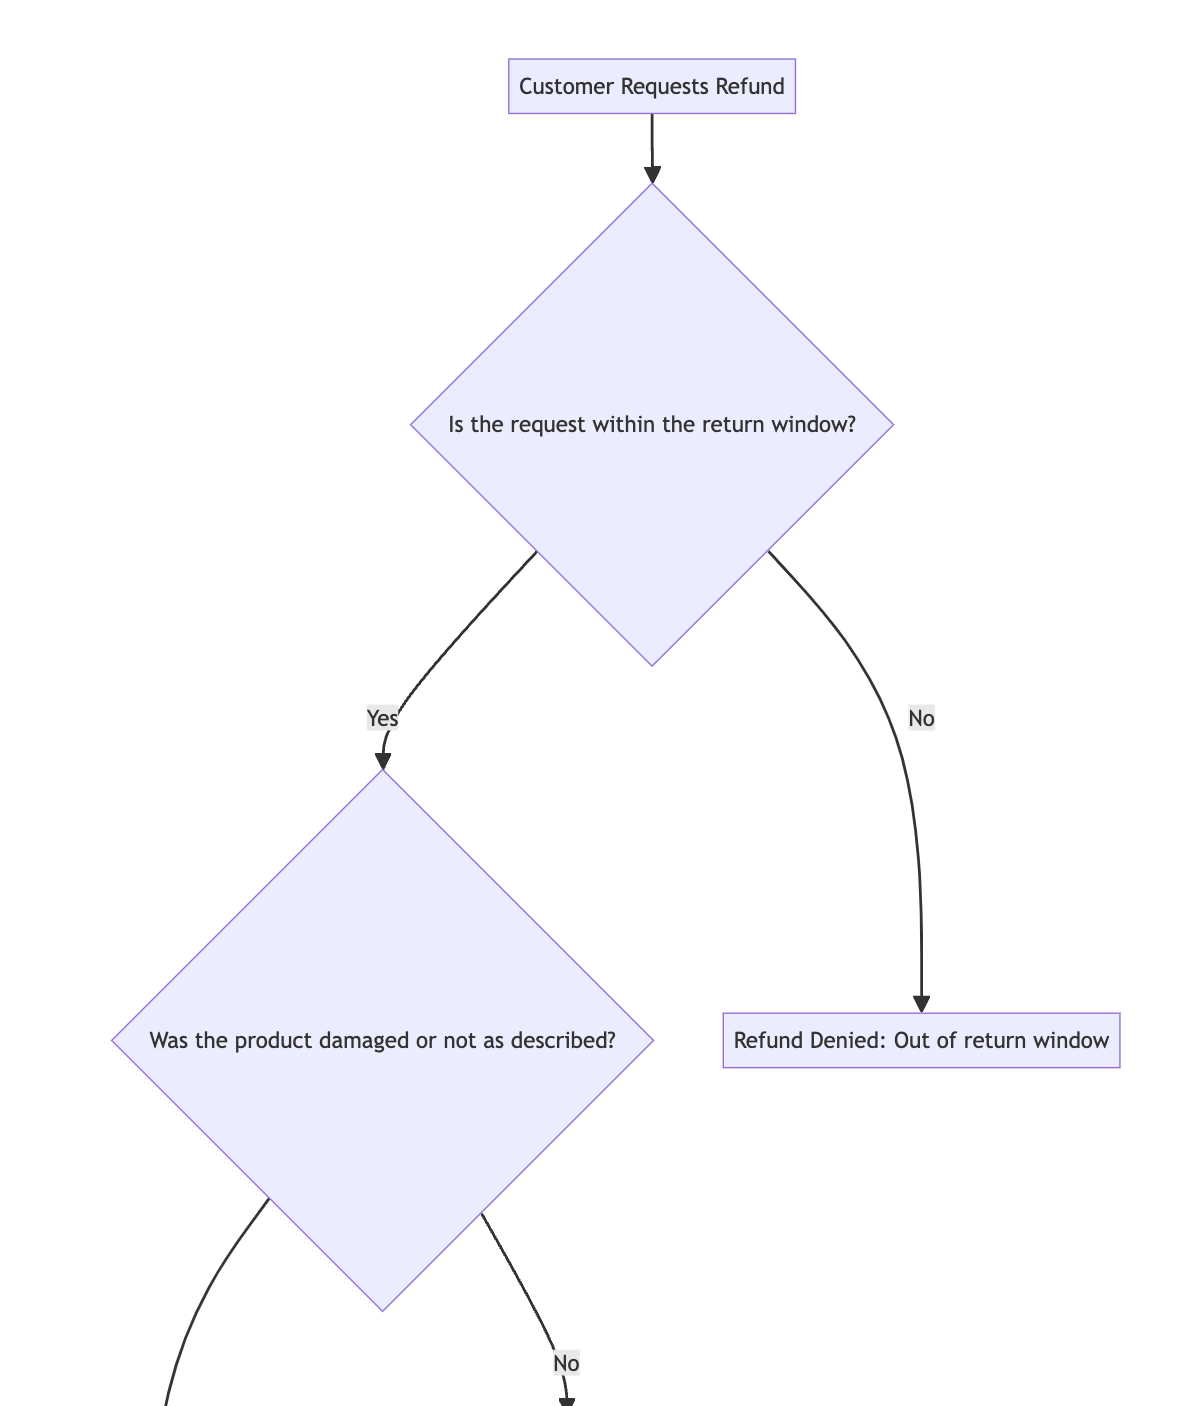 Customer Requests Refund
Is the request within the return window?
Yes
No
Was the product damaged or not as described?
Refund Denied: Out of return window
No